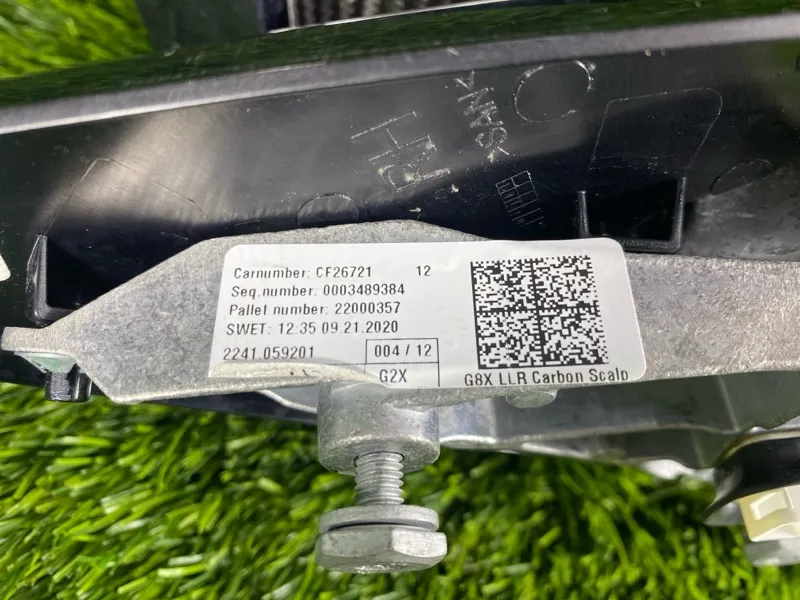 Carnumber: CF26721 12
Seq.number: 0003489384
Pallet number: 22000357
SWET: 12:35 09 21.2020
2241.059201 004 / 12
G2X
G8X LLR Carbon Scalp